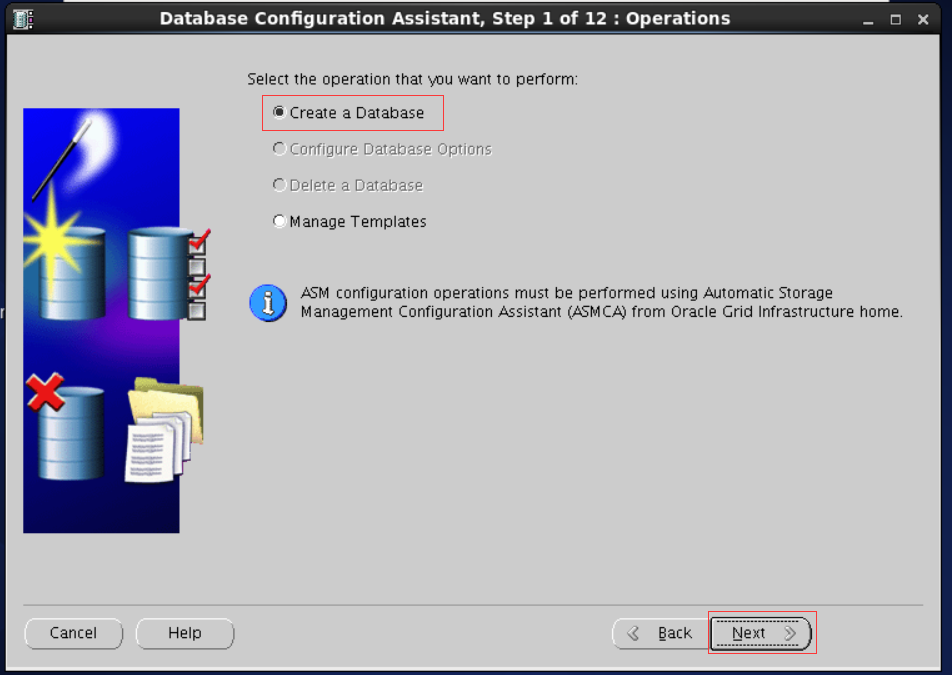 Database Configuration Assistant, Step 1 of 12 : Operations
Select the operation that you want to perform:
Create a Database
Configure Database Options
Delete a Database
Manage Templates
ASM configuration operations must be performed using Automatic Storage
Management Configuration Assistant (ASMCA) from Oracle Grid Infrastructure home.
Cancel
Help
Back
Next